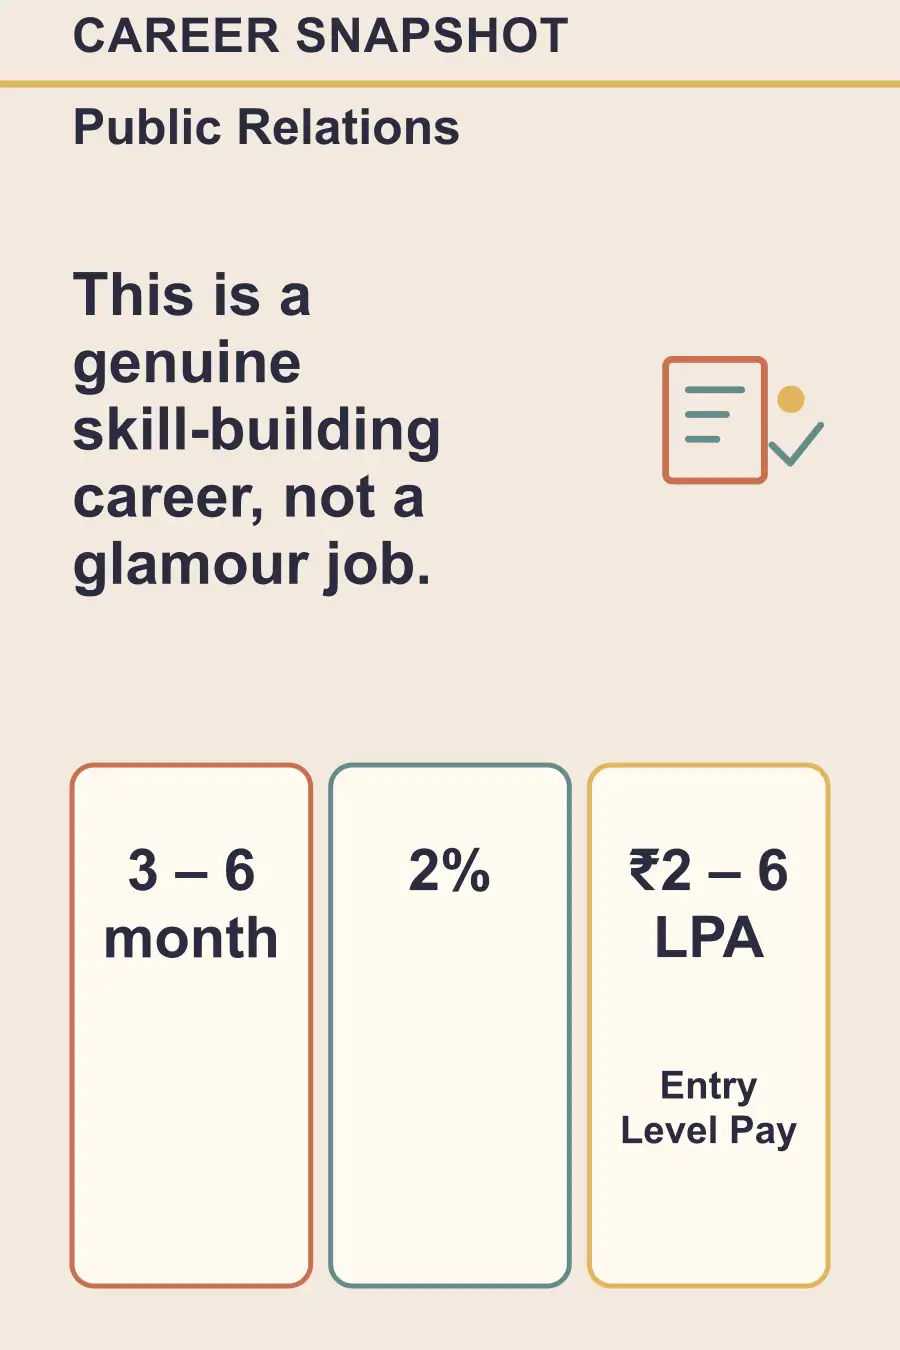 CAREER SNAPSHOT
Public Relations
This is a
genuine
skill-building
career, not a
glamour job.
3 – 6
month
2%
₹2 – 6
LPA
Entry
Level Pay